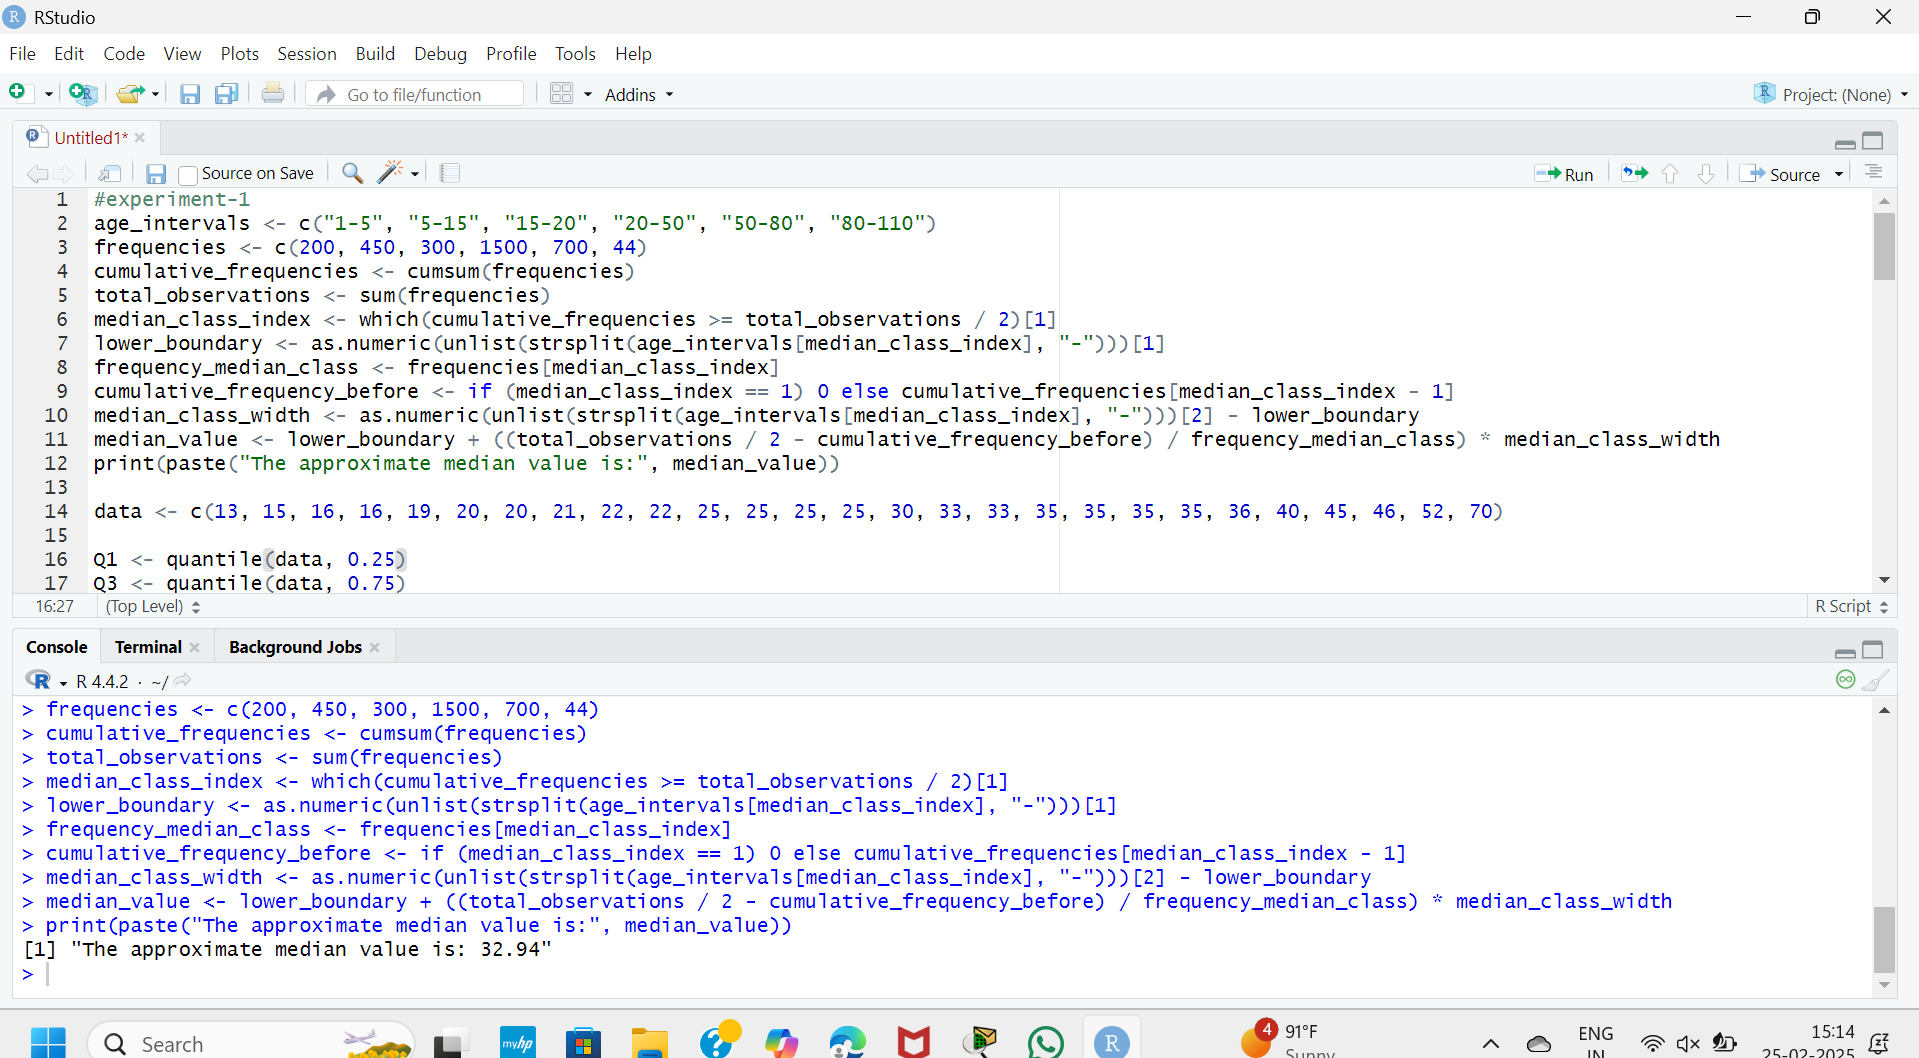 RStudio
File Edit Code View Plots Session Build Debug Profile Tools Help
Go to file/function
Addins
Project: (None)
Untitled1*
Source on Save
Run
Source
1 #experiment-1
2 age_intervals <- c("1-5", "5-15", "15-20", "20-50", "50-80", "80-110")
3 frequencies <- c(200, 450, 300, 1500, 700, 44)
4 cumulative_frequencies <- cumsum(frequencies)
5 total_observations <- sum(frequencies)
6 median_class_index <- which(cumulative_frequencies >= total_observations / 2)[1]
7 lower_boundary <- as.numeric(unlist(strsplit(age_intervals[median_class_index], "-")))[1]
8 frequency_median_class <- frequencies[median_class_index]
9 cumulative_frequency_before <- if (median_class_index == 1) 0 else cumulative_frequencies[median_class_index - 1]
10 median_class_width <- as.numeric(unlist(strsplit(age_intervals[median_class_index], "-")))[2] - lower_boundary
11 median_value <- lower_boundary + ((total_observations / 2 - cumulative_frequency_before) / frequency_median_class) * median_class_width
12 print(paste("The approximate median value is:", median_value))
13
14 data <- c(13, 15, 16, 16, 19, 20, 20, 21, 22, 22, 25, 25, 25, 25, 30, 33, 33, 35, 35, 35, 35, 36, 40, 45, 46, 52, 70)
15
16 Q1 <- quantile(data, 0.25)
17 Q3 <- quantile(data, 0.75)
16:27 (Top Level)
R Script
Console Terminal Background Jobs
R 4.4.2 · ~/
> frequencies <- c(200, 450, 300, 1500, 700, 44)
> cumulative_frequencies <- cumsum(frequencies)
> total_observations <- sum(frequencies)
> median_class_index <- which(cumulative_frequencies >= total_observations / 2)[1]
> lower_boundary <- as.numeric(unlist(strsplit(age_intervals[median_class_index], "-")))[1]
> frequency_median_class <- frequencies[median_class_index]
> cumulative_frequency_before <- if (median_class_index == 1) 0 else cumulative_frequencies[median_class_index - 1]
> median_class_width <- as.numeric(unlist(strsplit(age_intervals[median_class_index], "-")))[2] - lower_boundary
> median_value <- lower_boundary + ((total_observations / 2 - cumulative_frequency_before) / frequency_median_class) * median_class_width
> print(paste("The approximate median value is:", median_value))
[1] "The approximate median value is: 32.94"
>
Search
myhp
R
4
91°F
Sunny
ENG
IN
15:14
25-02-2025